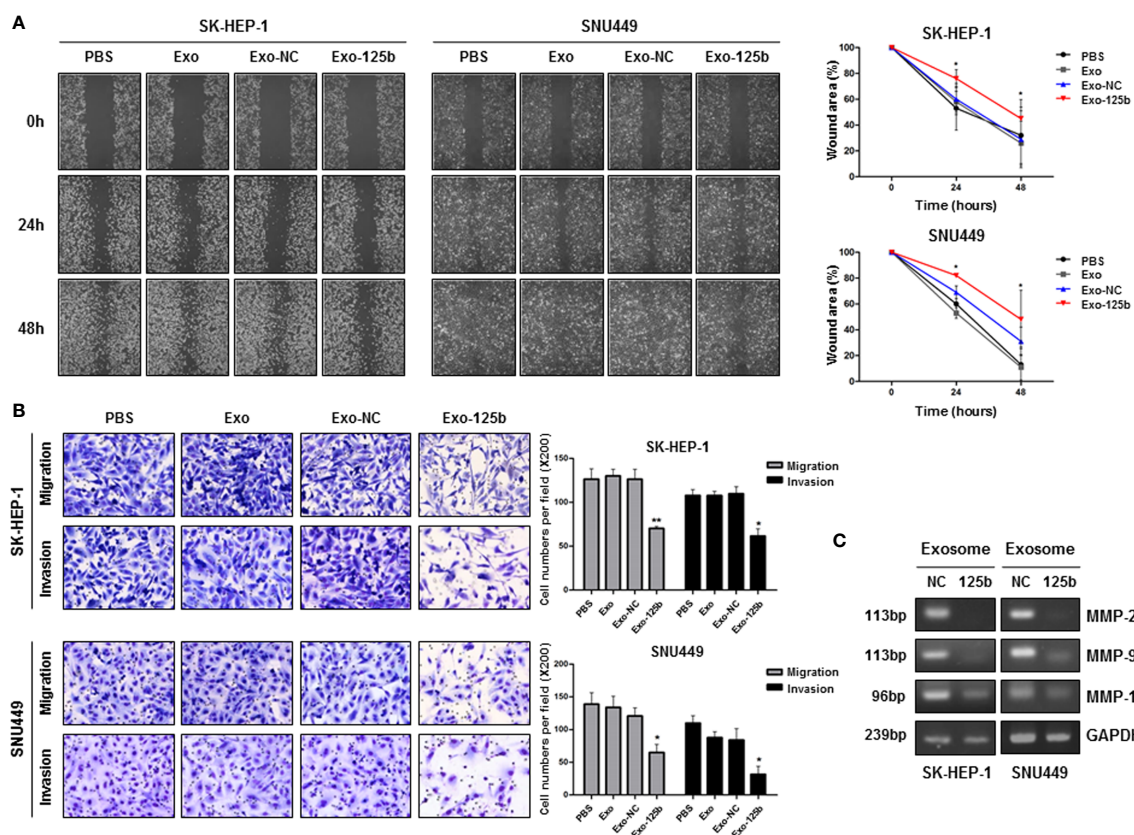 A
SK-HEP-1
PBS Exo Exo-NC Exo-125b
0h
24h
48h
SNU449
PBS Exo Exo-NC Exo-125b
SK-HEP-1
Wound area (%)
100
80
60
40
20
0
0 24 48
Time (hours)
* *
PBS
Exo
Exo-NC
Exo-125b
SNU449
Wound area (%)
100
80
60
40
20
0
0 24 48
Time (hours)
* *
PBS
Exo
Exo-NC
Exo-125b
B
PBS Exo Exo-NC Exo-125b
SK-HEP-1
Migration
Invasion
SK-HEP-1
Cell numbers per field (X200)
150
100
50
0
** *
PBS Exo Exo-NC Exo-125b PBS Exo Exo-NC Exo-125b
Migration
Invasion
SNU449
Migration
Invasion
SNU449
Cell numbers per field (X200)
200
150
100
50
0
* *
PBS Exo Exo-NC Exo-125b PBS Exo Exo-NC Exo-125b
Migration
Invasion
C
Exosome Exosome
NC 125b NC 125b
113bp MMP-2
113bp MMP-9
96bp MMP-1
239bp
SK-HEP-1 SNU449